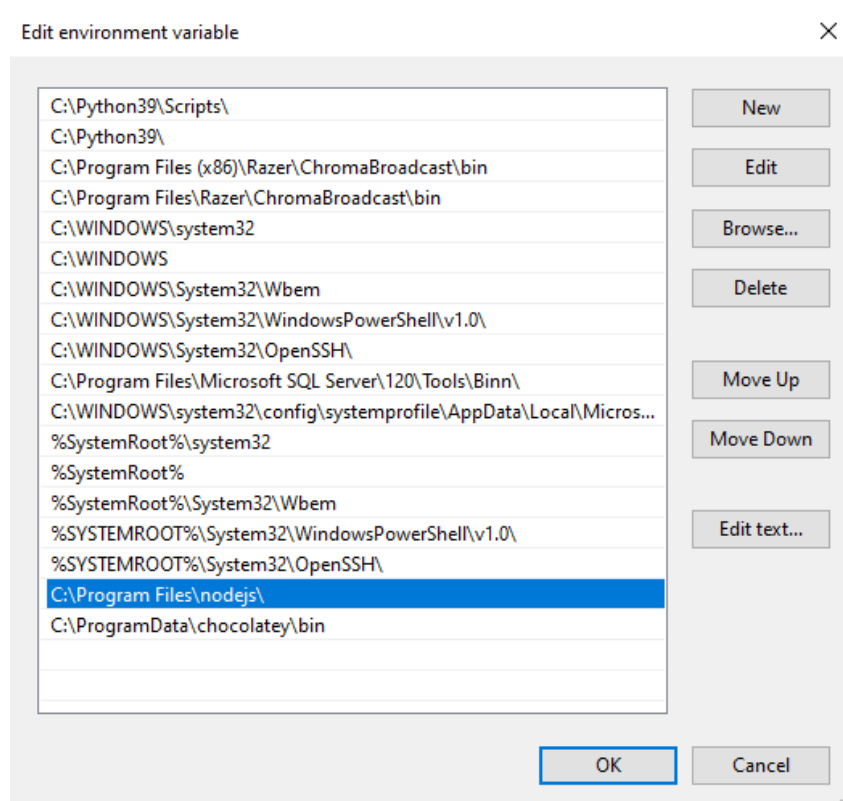 Edit environment variable
C:\Python39\Scripts\
C:\Python39\
C:\Program Files (x86)\Razer\ChromaBroadcast\bin
C:\Program Files\Razer\ChromaBroadcast\bin
C:\WINDOWS\system32
C:\WINDOWS
C:\WINDOWS\System32\Wbem
C:\WINDOWS\System32\WindowsPowerShell\v1.0\
C:\WINDOWS\System32\OpenSSH\
C:\Program Files\Microsoft SQL Server\120\Tools\Binn\
C:\WINDOWS\system32\config\systemprofile\AppData\Local\Micros...
%SystemRoot%\system32
%SystemRoot%
%SystemRoot%\System32\Wbem
%SYSTEMROOT%\System32\WindowsPowerShell\v1.0\
%SYSTEMROOT%\System32\OpenSSH\
C:\Program Files\nodejs\
C:\ProgramData\chocolatey\bin
New
Edit
Browse...
Delete
Move Up
Move Down
Edit text...
OK
Cancel